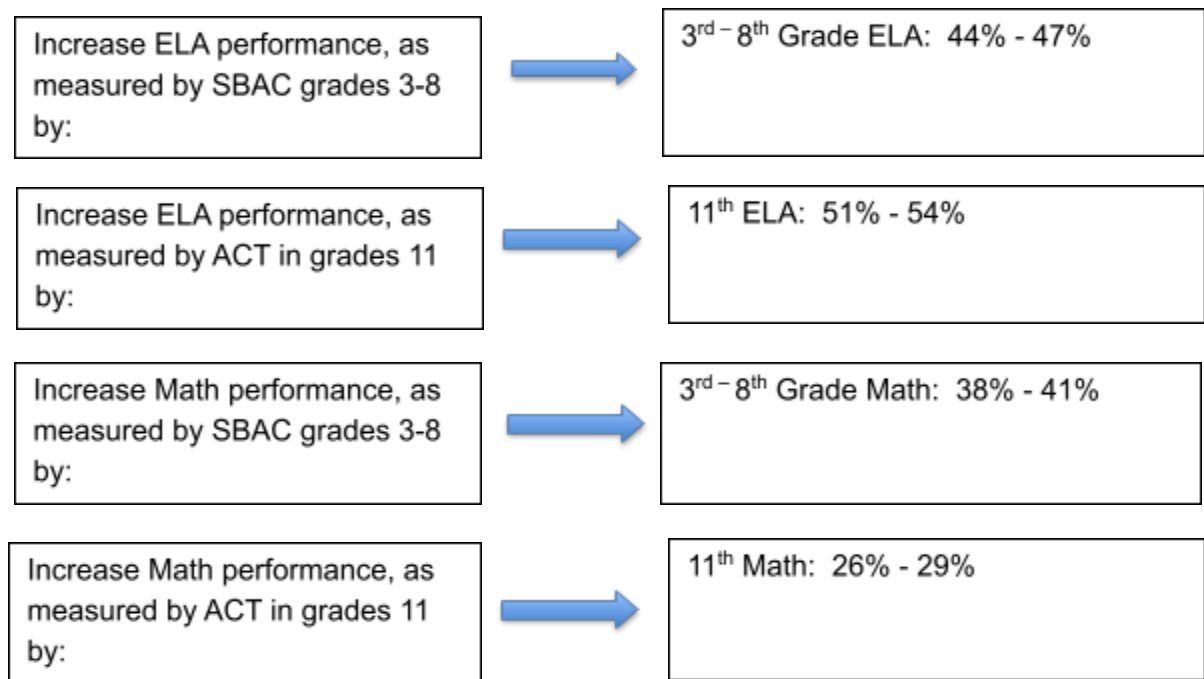 Increase ELA performance, as
measured by SBAC grades 3-8
by:
3rd – 8th Grade ELA:  44% - 47%
Increase ELA performance, as
measured by ACT in grades 11
by:
11th ELA:  51% - 54%
Increase Math performance, as
measured by SBAC grades 3-8
by:
3rd – 8th Grade Math:  38% - 41%
Increase Math performance, as
measured by ACT in grades 11
by:
11th Math:  26% - 29%